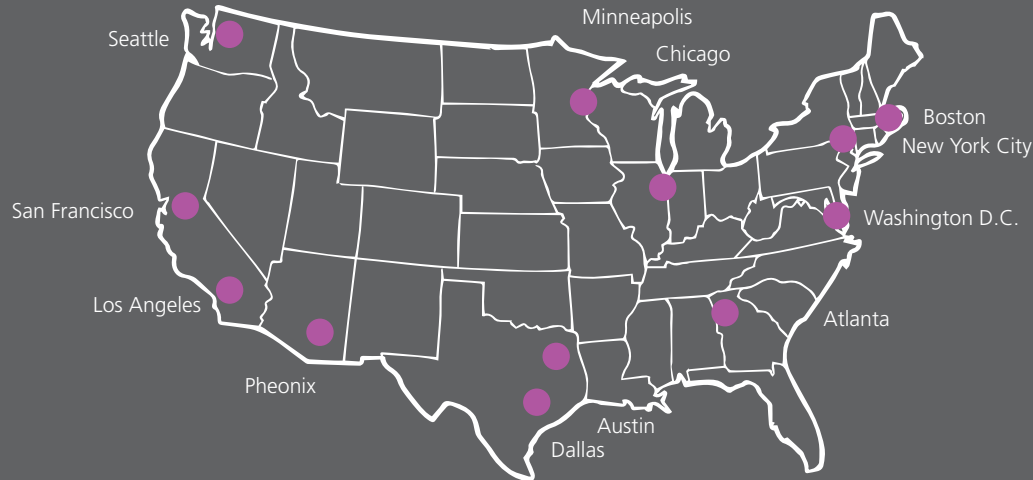 Minneapolis
Seattle
Chicago
Boston
New York City
San Francisco
Washington D.C.
Los Angeles
Atlanta
Pheonix
Austin
Dallas